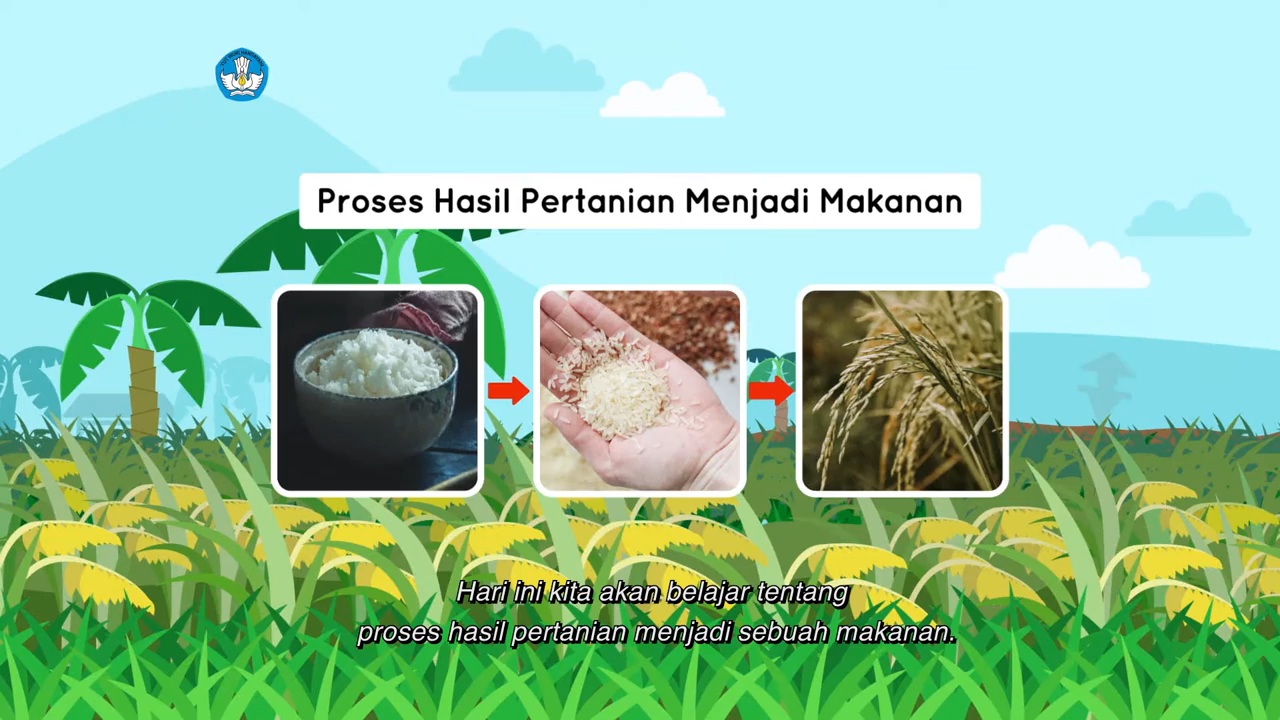 Proses Hasil Pertanian Menjadi Makanan
Hari ini kita akan belajar tentang
proses hasil pertanian menjadi sebuah makanan.